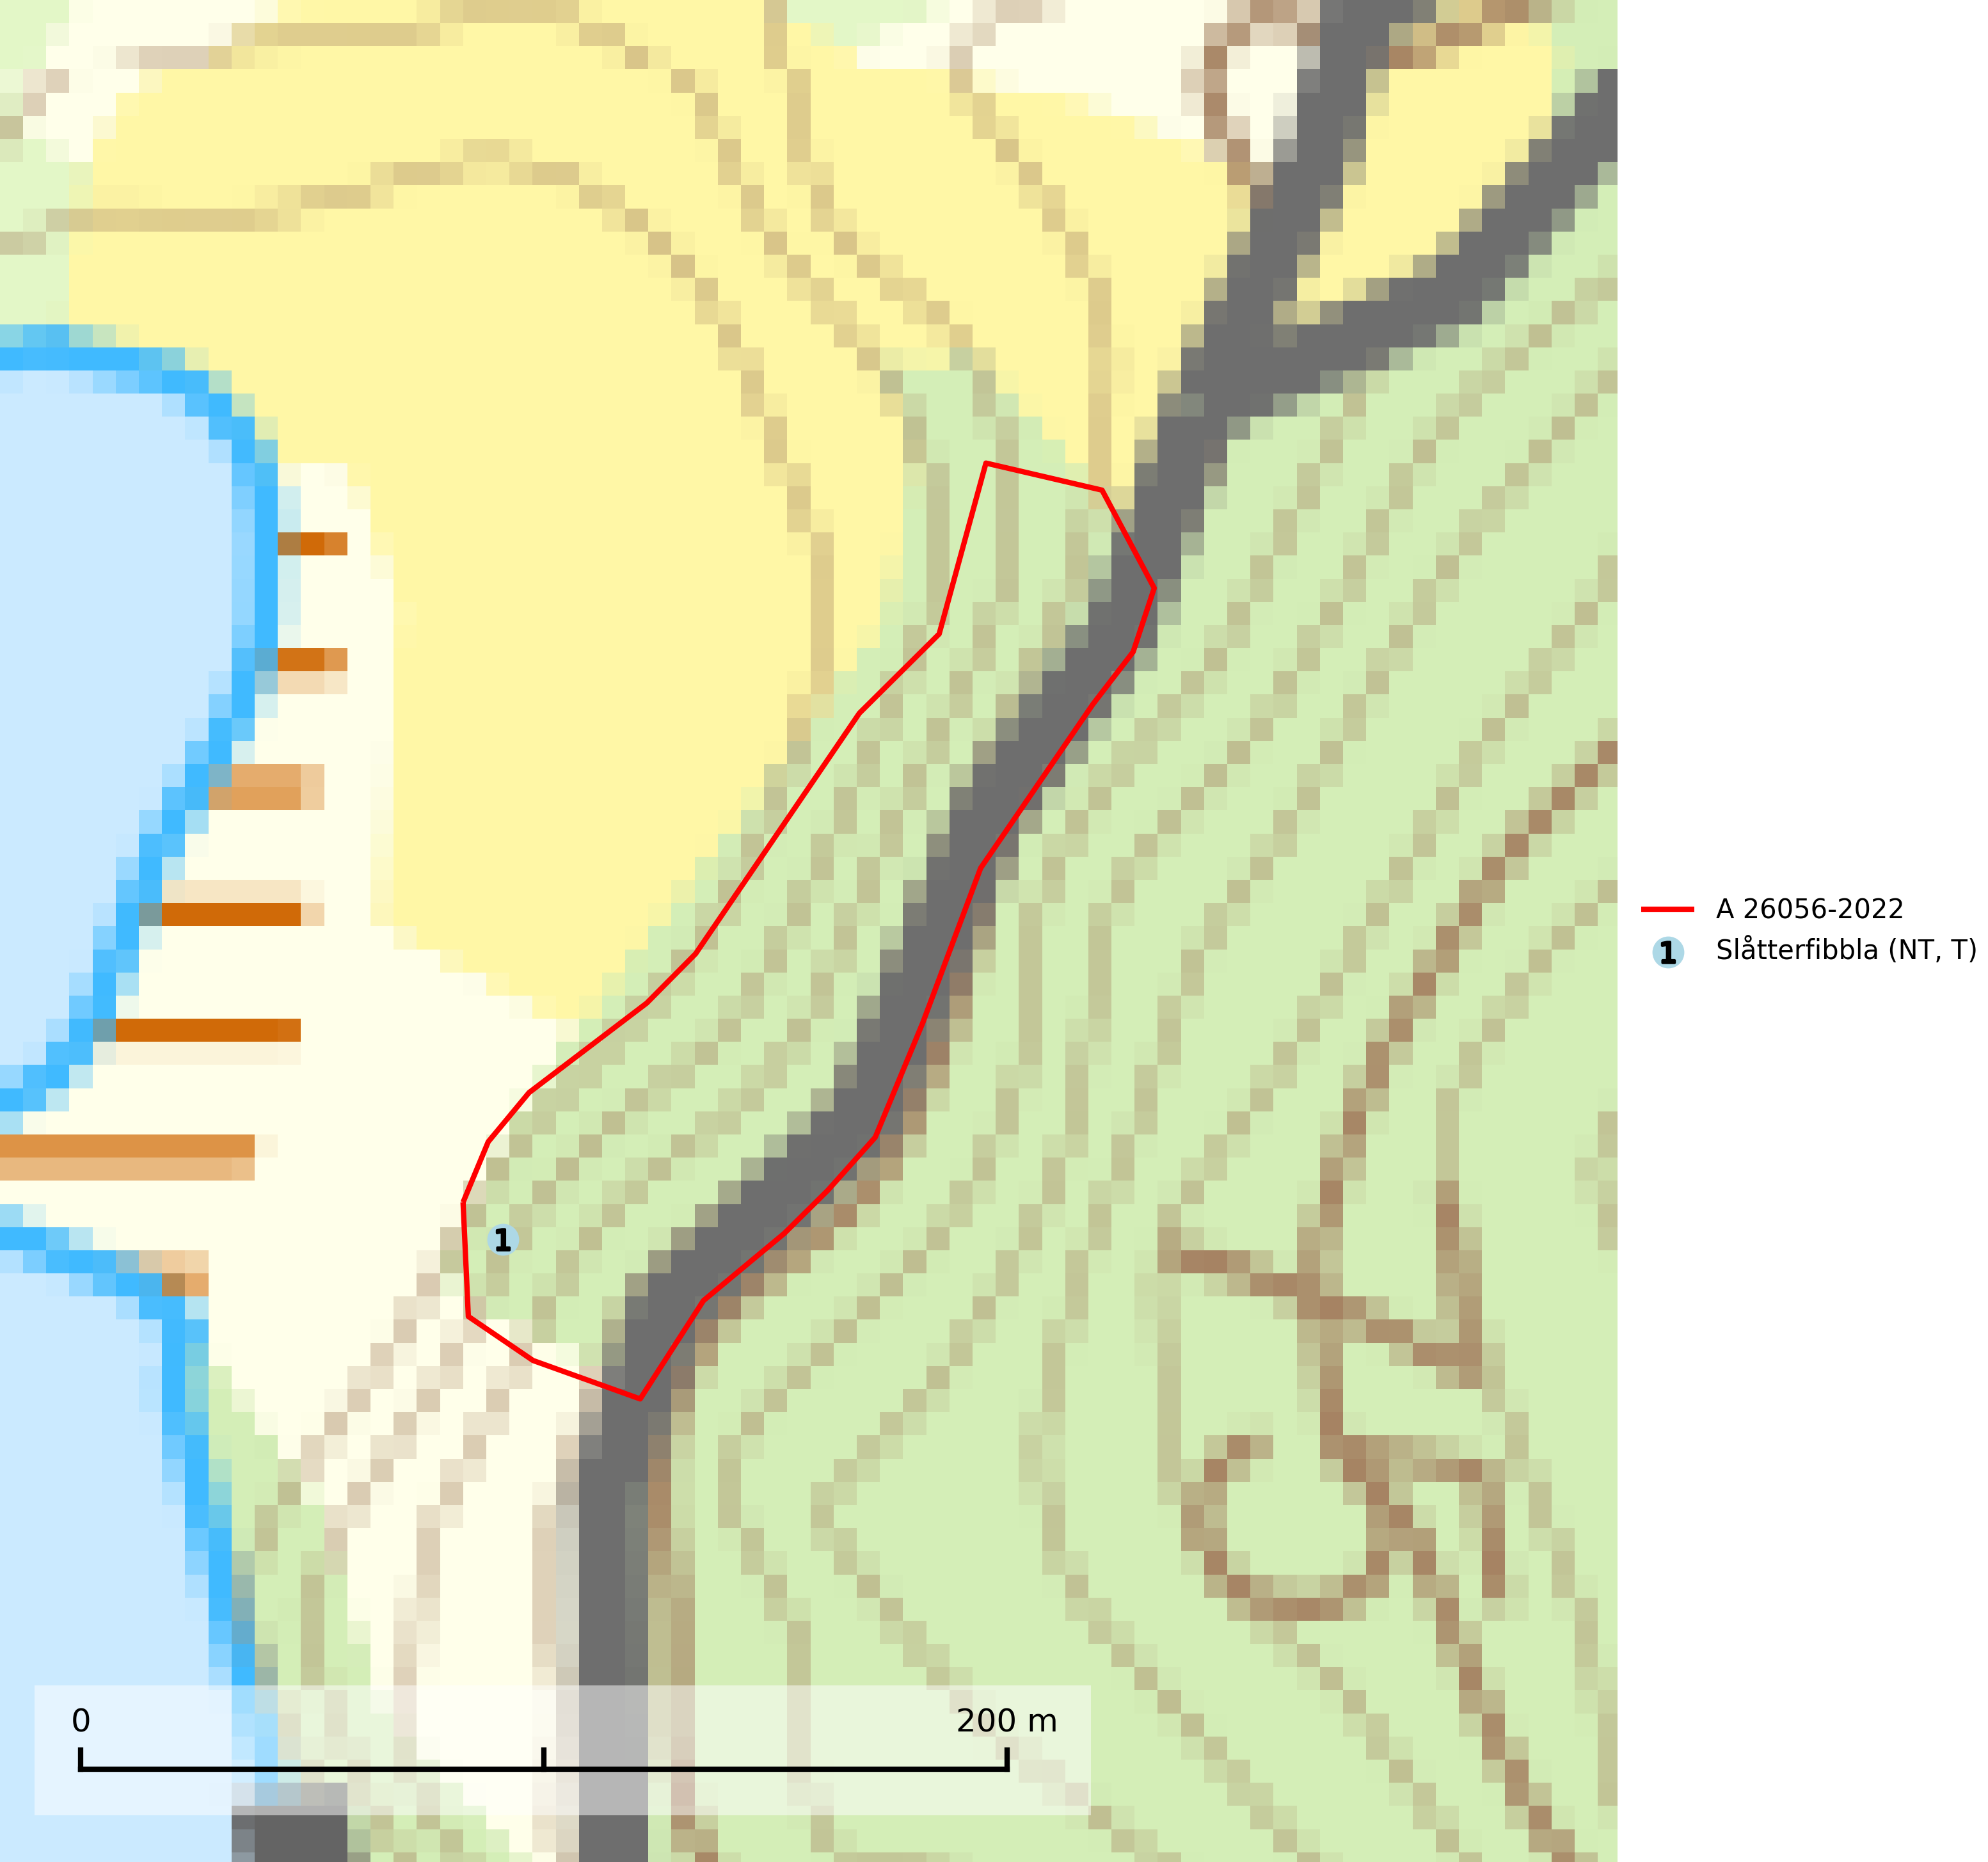 A 26056-2022
1 Slåtterfibbla (NT, T)
1
0 200 m